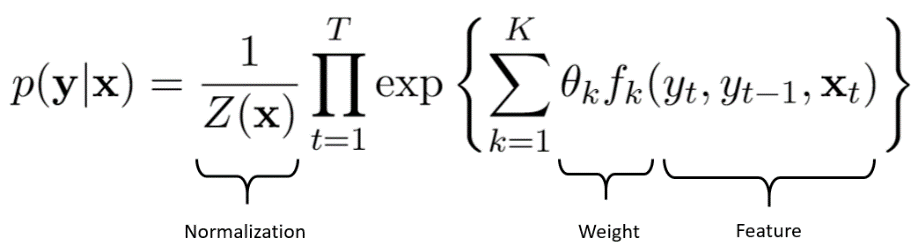 p(y|x) = 1/Z(x) ∏_{t=1}^{T} exp { ∑_{k=1}^{K} θ_k f_k(y_t, y_{t−1}, x_t) }
Normalization Weight Feature